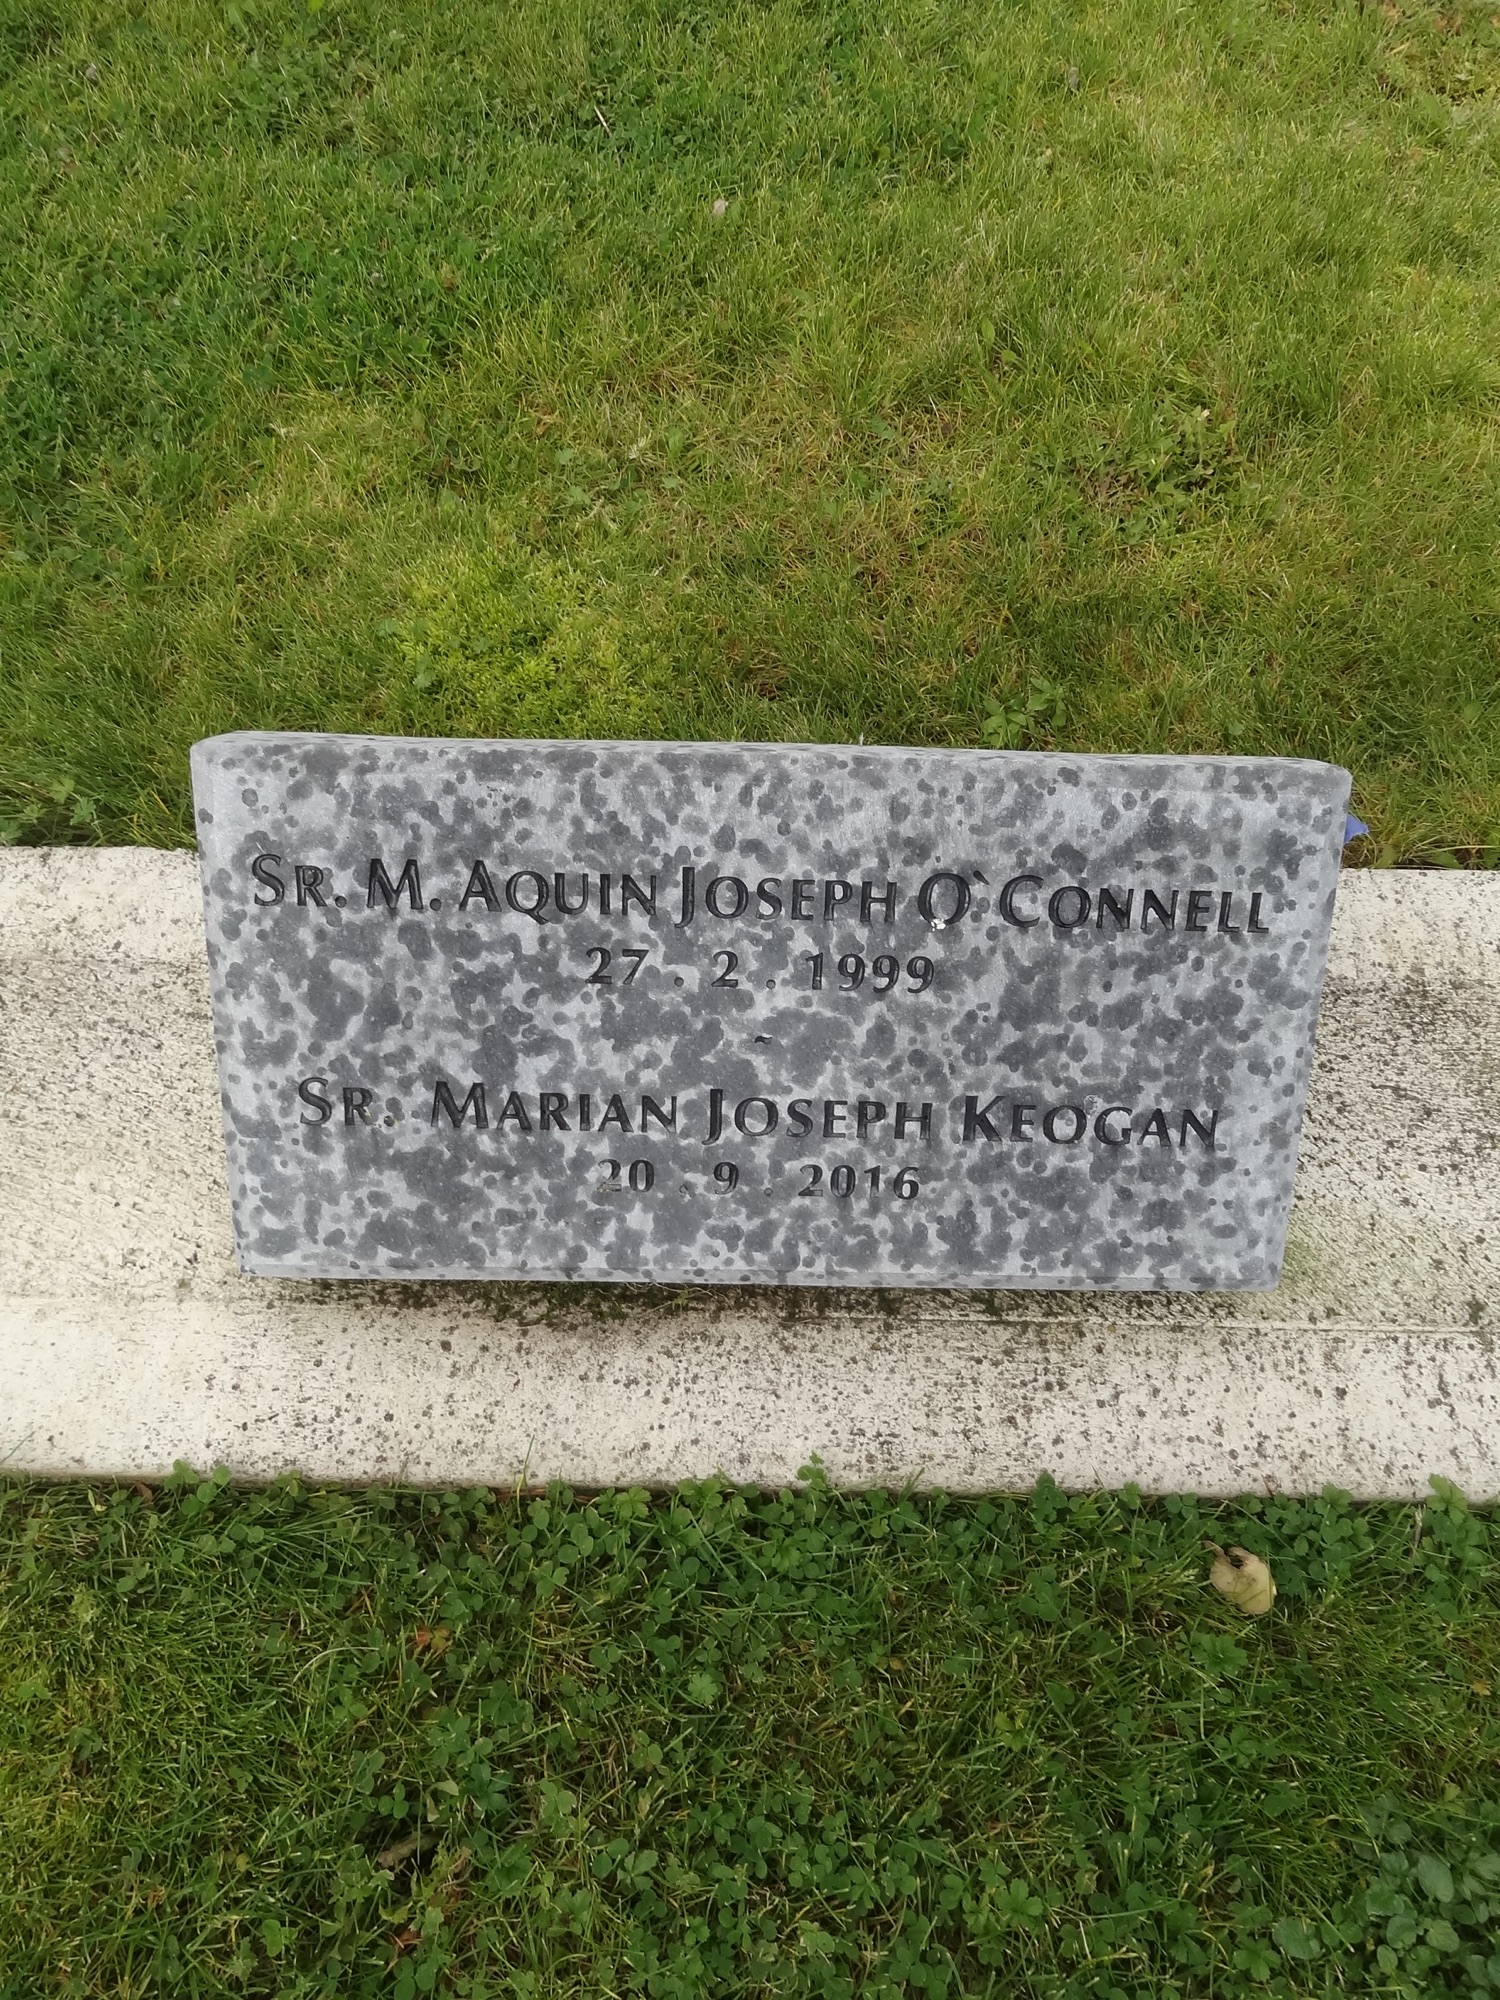 Sr. M. Aquin Joseph O`Connell
27 . 2 . 1999
~
Sr. Marian Joseph Keogan
20 . 9 . 2016